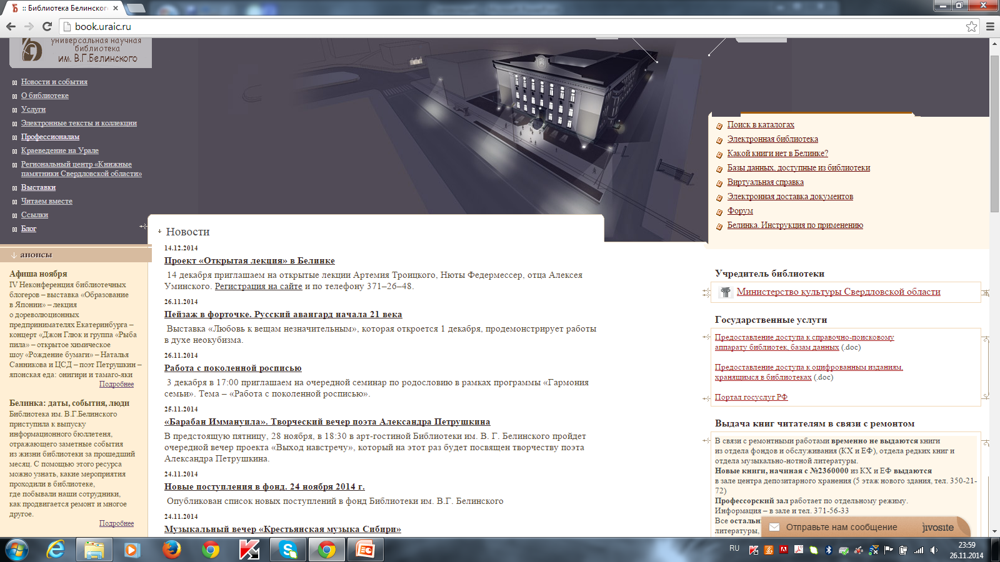 :: Библиотека Белинског
book.uraic.ru
универсальная научная
библиотека
им. В.Г.Белинского
Новости и события
О библиотеке
Услуги
Электронные тексты и коллекции
Профессионалам
Краеведение на Урале
Региональный центр «Книжные
памятники Свердловской области»
Выставки
Читаем вместе
Ссылки
Блог
анонсы
Афиша ноября
IV Неконференция библиотечных
блогеров – выставка «Образование
в Японии» – лекция
о дореволюционных
предпринимателях Екатеринбурга –
концерт «Джон Глюк и группа «Рыба
пила» – открытое химическое
шоу «Рождение бумаги» – Наталья
Санникова и ЦСД – поэт Петрушкин –
японская еда: онигири и тамаго-яки
Подробнее
Белинка: даты, события, люди
Библиотека им. В.Г.Белинского
приступила к выпуску
информационного бюллетеня,
отражающего заметные события
из жизни библиотеки за прошедший
месяц. С помощью этого ресурса
можно узнать, какие мероприятия
проходили в библиотеке,
где побывали наши сотрудники,
как продвигается ремонт и многое
другое.
Подробнее
Новости
14.12.2014
Проект «Открытая лекция» в Белинке
14 декабря приглашаем на открытые лекции Артемия Троицкого, Нюты Федермессер, отца Алексея
Уминского. Регистрация на сайте и по телефону 371–26–48.
26.11.2014
Пейзаж в форточке. Русский авангард начала 21 века
Выставка «Любовь к вещам незначительным», которая откроется 1 декабря, продемонстрирует работы
в духе неокубизма.
26.11.2014
Работа с поколенной росписью
3 декабря в 17:00 приглашаем на очередной семинар по родословию в рамках программы «Гармония
семьи». Тема – «Работа с поколенной росписью».
25.11.2014
«Барабан Иммануила». Творческий вечер поэта Александра Петрушкина
В предстоящую пятницу, 28 ноября, в 18:30 в арт-гостиной Библиотеки им. В. Г. Белинского пройдет
очередной вечер проекта «Выход навстречу», который на этот раз будет посвящен творчеству поэта
Александра Петрушкина.
24.11.2014
Новые поступления в фонд. 24 ноября 2014 г.
Опубликован список новых поступлений в фонд Библиотеки им. В.Г. Белинского
24.11.2014
Музыкальный вечер «Крестьянская музыка Сибири»
Поиск в каталогах
Электронная библиотека
Какой книги нет в Белинке?
Базы данных, доступные из библиотеки
Виртуальная справка
Электронная доставка документов
Форум
Белинка. Инструкция по применению
Учредитель библиотеки
Министерство культуры Свердловской области
Государственные услуги
Предоставление доступа к справочно-поисковому
аппарату библиотек, базам данных (.doc)
Предоставление доступа к оцифрованным изданиям,
хранящимся в библиотеках (.doc)
Портал госуслуг РФ
Выдача книг читателям в связи с ремонтом
В связи с ремонтными работами временно не выдаются книги
из отдела фондов и обслуживания (КХ и ЕФ), отдела редких книг и
отдела музыкально-нотной литературы.
Новые книги, начиная с №2360000 из КХ и ЕФ выдаются
в зале центра депозитарного хранения (5 этаж нового здания, тел. 350-21-
72)
Профессорский зал работает по отдельному режиму.
Информация – в зале и тел. 371-56-33
Все остальн
литературы,
Отправьте нам сообщение
jivosite
RU
23:59
26.11.2014